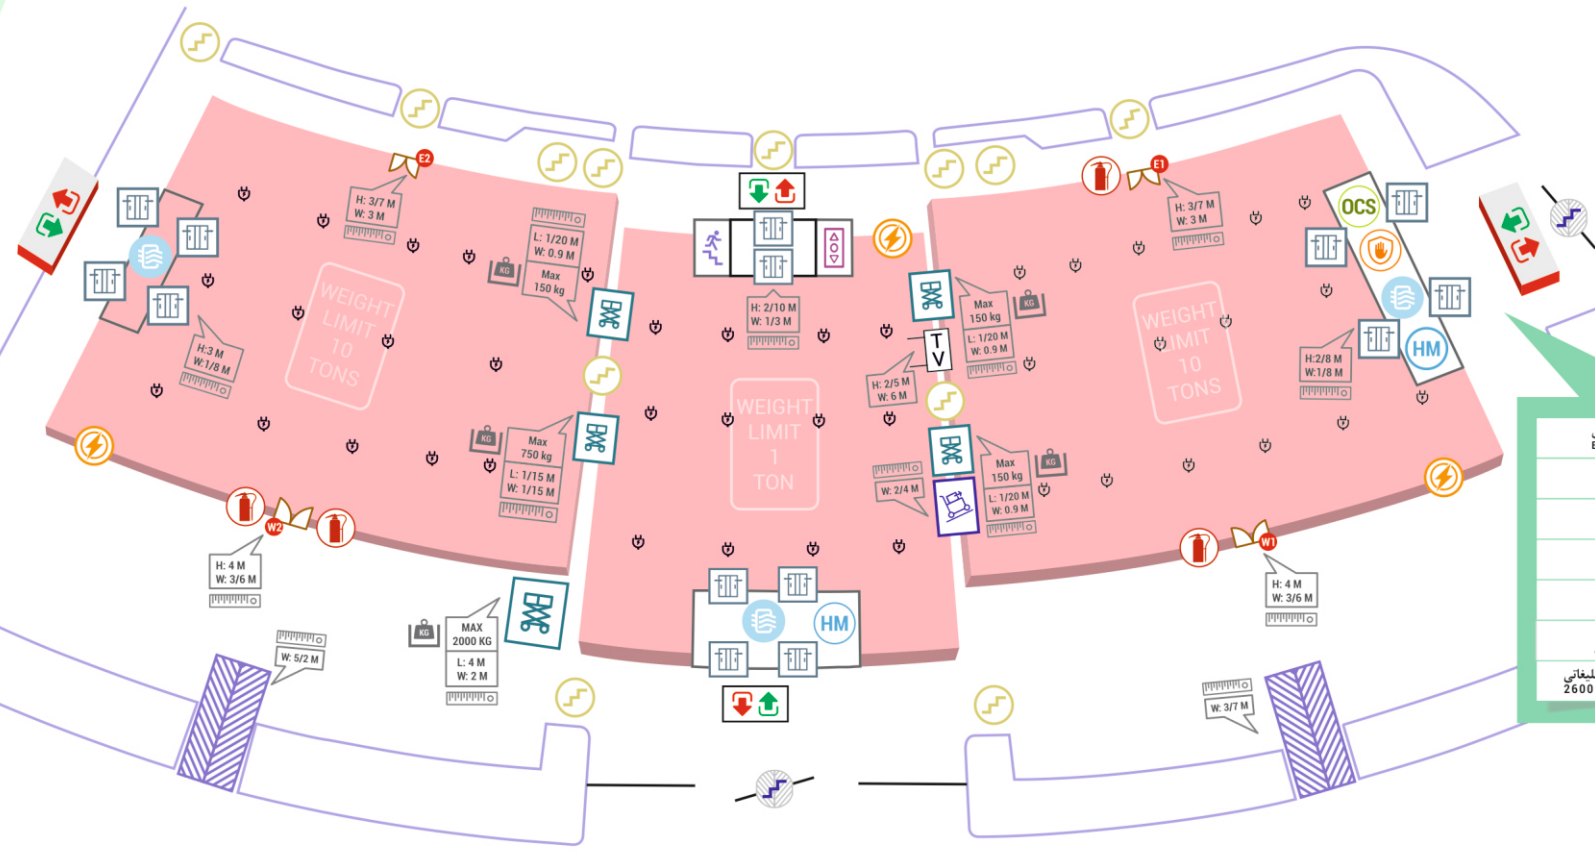 E2
H: 3/7 M
W: 3 M
L: 1/20 M
W: 0.9 M
Max
150 kg
KG
WEIGHT
LIMIT
10
TONS
H:3 M
W:1/8 M
KG
Max
750 kg
L: 1/15 M
W: 1/15 M
W2
H: 4 M
W: 3/6 M
W: 5/2 M
KG
MAX
2000 KG
L: 4 M
W: 2 M
H: 2/10 M
W: 1/3 M
WEIGHT
LIMIT
1
TON
HM
TV
H: 2/5 M
W: 6 M
Max
150 kg
L: 1/20 M
W: 0.9 M
KG
W: 2/4 M
Max
150 kg
L: 1/20 M
W: 0.9 M
KG
E1
H: 3/7 M
W: 3 M
WEIGHT
LIMIT
10
TONS
OCS
HM
H:2/8 M
W:1/8 M
W1
H: 4 M
W: 3/6 M
W: 3/7 M
2600